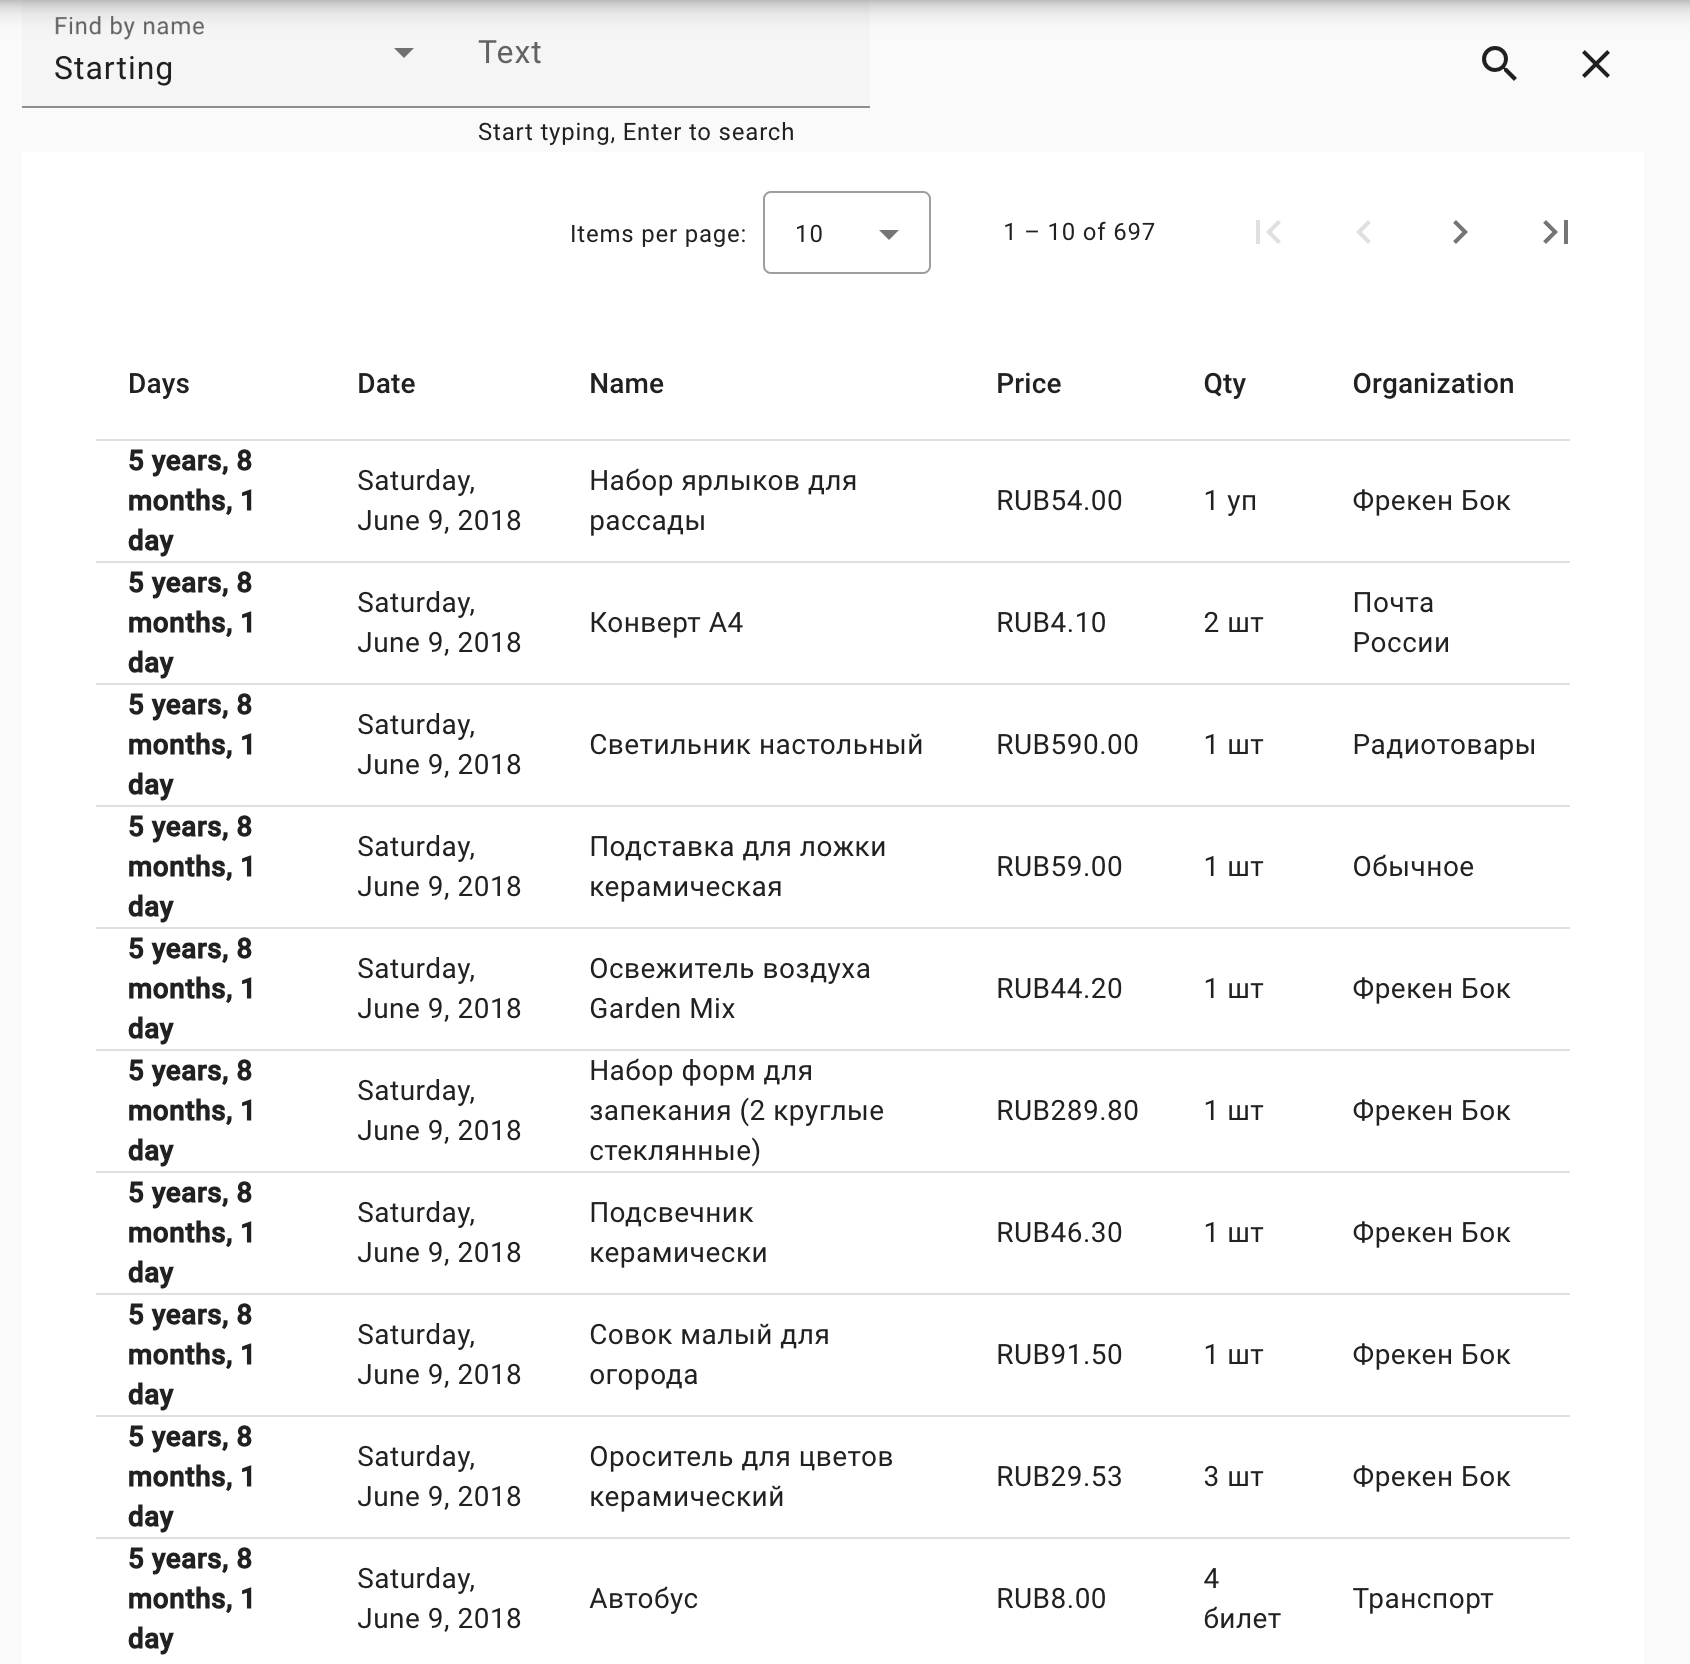 Find by name
Starting
Text
Start typing, Enter to search
Items per page: 10 1 – 10 of 697
Days Date Name Price Qty Organization
5 years, 8 months, 1 day Saturday, June 9, 2018 Набор ярлыков для рассады RUB54.00 1 уп Фрекен Бок
5 years, 8 months, 1 day Saturday, June 9, 2018 Конверт А4 RUB4.10 2 шт Почта России
5 years, 8 months, 1 day Saturday, June 9, 2018 Светильник настольный RUB590.00 1 шт Радиотовары
5 years, 8 months, 1 day Saturday, June 9, 2018 Подставка для ложки керамическая RUB59.00 1 шт Обычное
5 years, 8 months, 1 day Saturday, June 9, 2018 Освежитель воздуха Garden Mix RUB44.20 1 шт Фрекен Бок
5 years, 8 months, 1 day Saturday, June 9, 2018 Набор форм для запекания (2 круглые стеклянные) RUB289.80 1 шт Фрекен Бок
5 years, 8 months, 1 day Saturday, June 9, 2018 Подсвечник керамически RUB46.30 1 шт Фрекен Бок
5 years, 8 months, 1 day Saturday, June 9, 2018 Совок малый для огорода RUB91.50 1 шт Фрекен Бок
5 years, 8 months, 1 day Saturday, June 9, 2018 Ороситель для цветов керамический RUB29.53 3 шт Фрекен Бок
5 years, 8 months, 1 day Saturday, June 9, 2018 Автобус RUB8.00 4 билет Транспорт